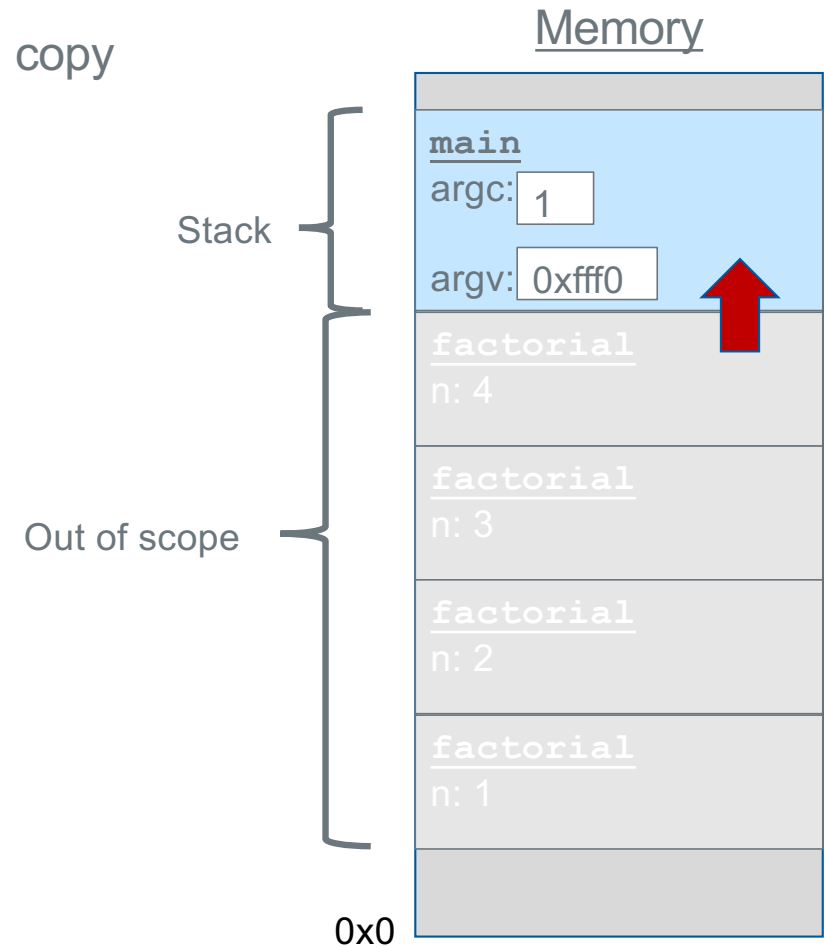 Memory
copy
main
argc: 1
Stack
argv: 0xfff0
factorial
n: 4
factorial
n: 3
Out of scope
factorial
n: 2
factorial
n: 1
0x0